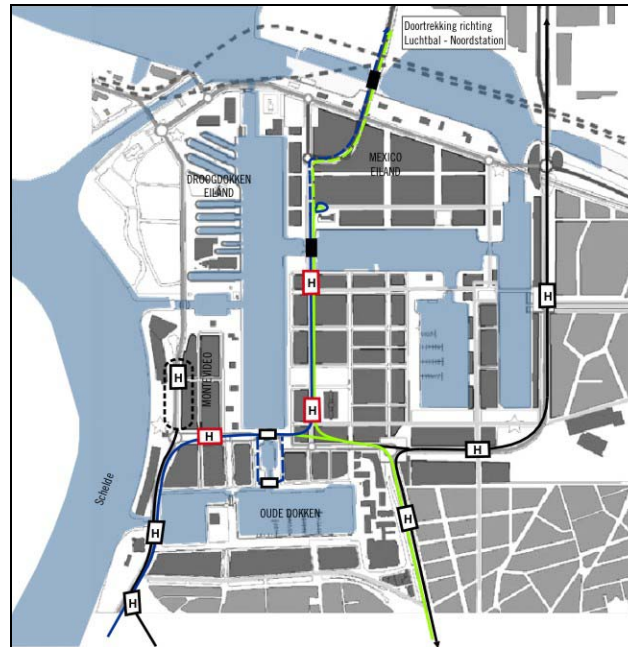 Doortrekking richting
Luchtbal - Noordstation
MEXICO
EILAND
DROOGDOKKEN
EILAND
H
H
H
MONTEVIDEO
H
H
H
Schelde
OUDE DOKKEN
H
H
H